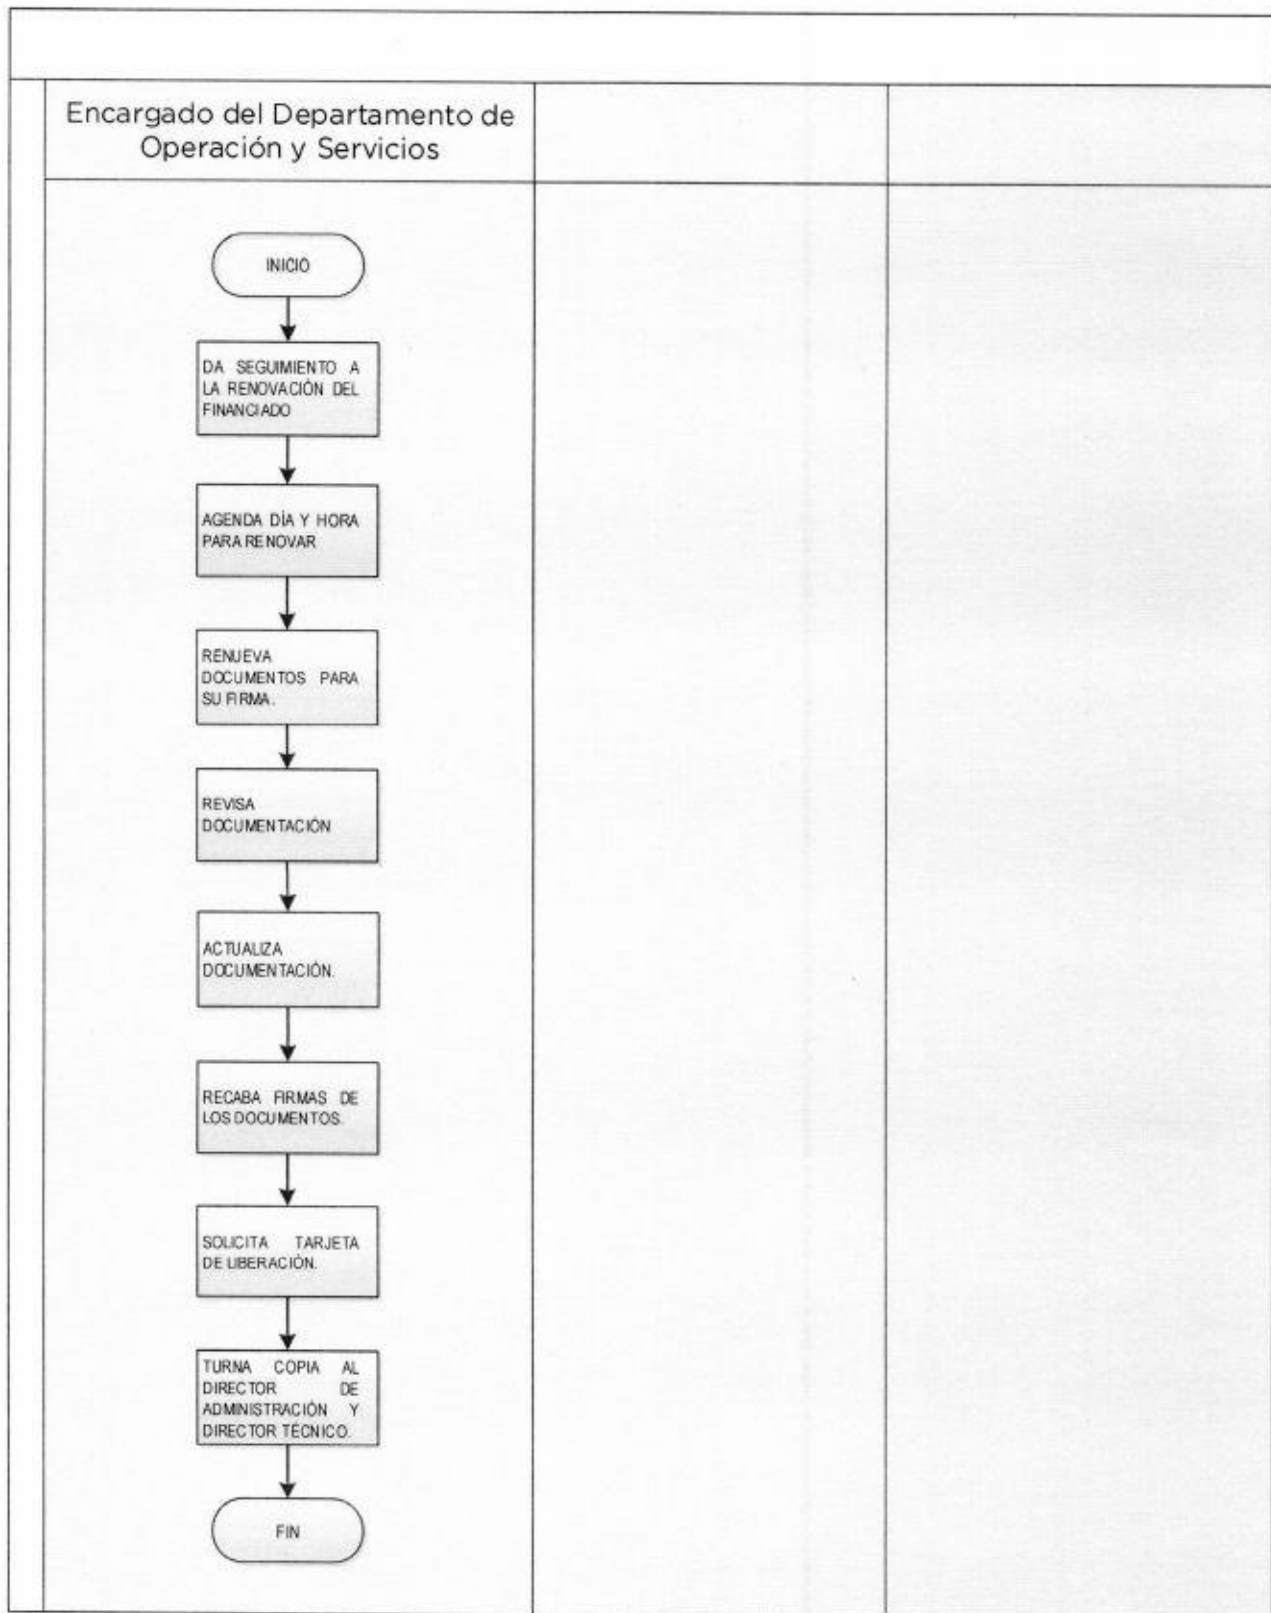 Encargado del Departamento de
Operación y Servicios
INICIO
DA SEGUIMIENTO A
LA RENOVACIÓN DEL
FINANCIADO
AGENDA DÍA Y HORA
PARA RENOVAR
RENUEVA
DOCUMENTOS PARA
SU FIRMA.
REVISA
DOCUMENTACIÓN
ACTUALIZA
DOCUMENTACIÓN.
RECABA FIRMAS DE
LOS DOCUMENTOS.
SOLICITA TARJETA
DE LIBERACIÓN.
TURNA COPIA AL
DIRECTOR DE
ADMINISTRACIÓN Y
DIRECTOR TÉCNICO.
FIN